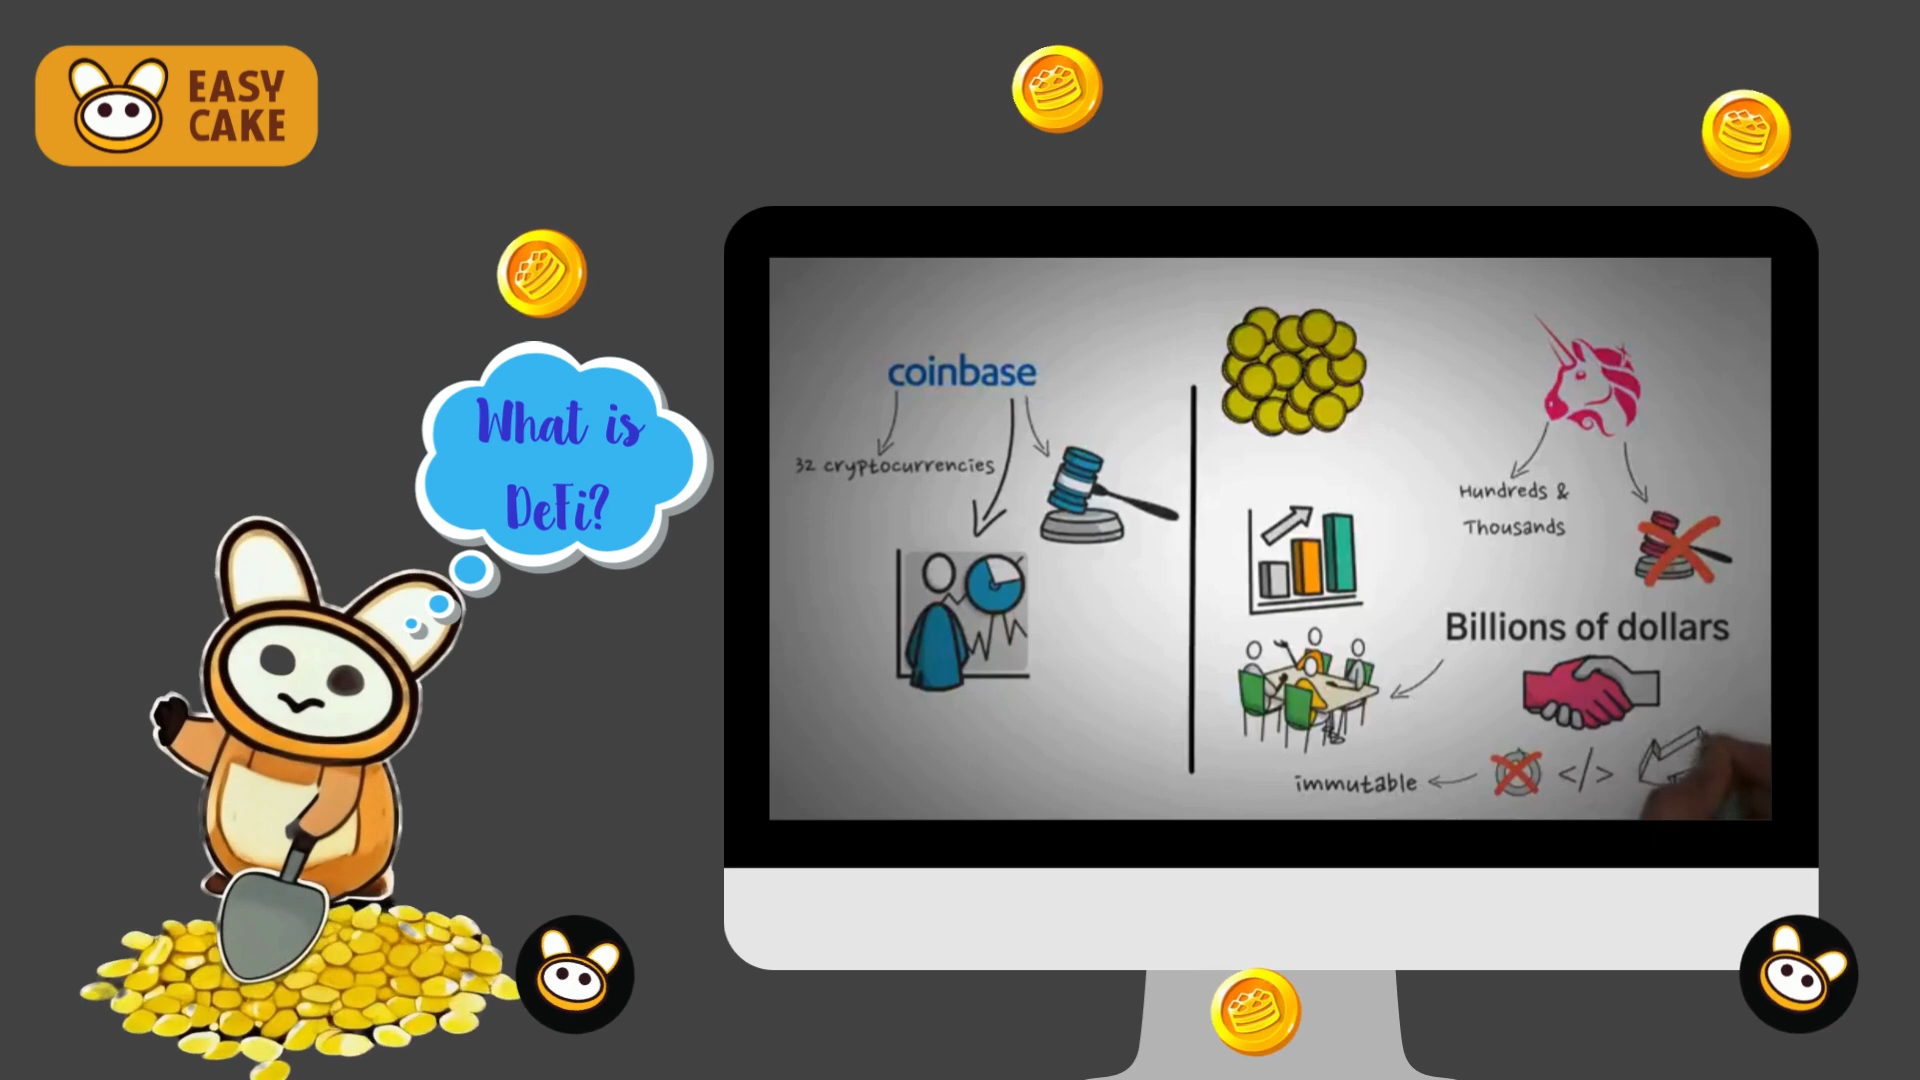 EASY
CAKE
What is
DeFi?
coinbase
32 cryptocurrencies
Hundreds &
Thousands
Billions of dollars
immutable
</>